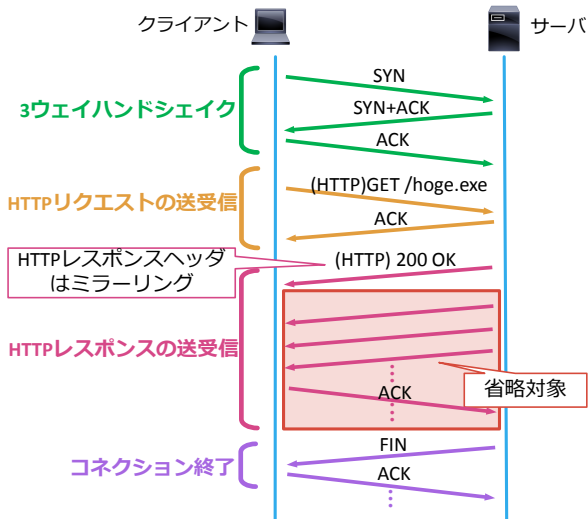 クライアント
サーバ
SYN
3ウェイハンドシェイク
SYN+ACK
ACK
(HTTP)GET /hoge.exe
HTTPリクエストの送受信
ACK
HTTPレスポンスヘッダ
はミラーリング
(HTTP) 200 OK
HTTPレスポンスの送受信
省略対象
ACK
FIN
コネクション終了
ACK